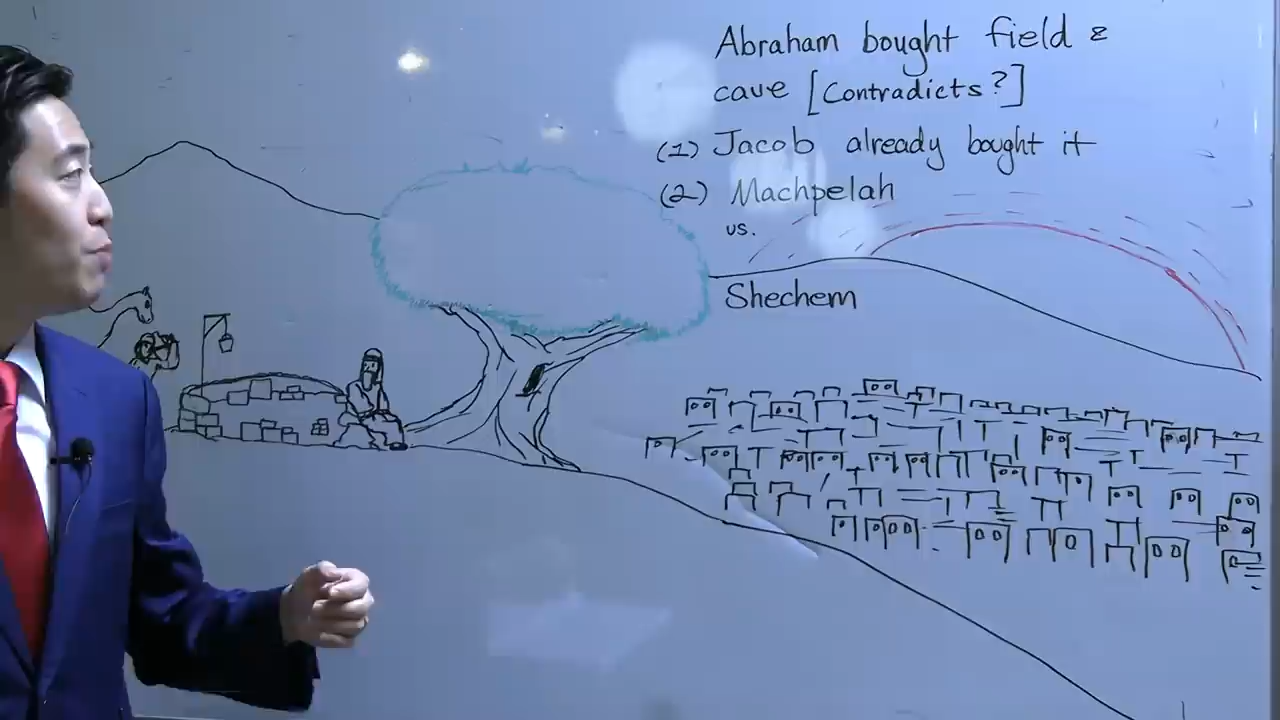 Abraham bought field &
cave [Contradicts?]
(1) Jacob already bought it
(2) Machpelah
vs.
Shechem